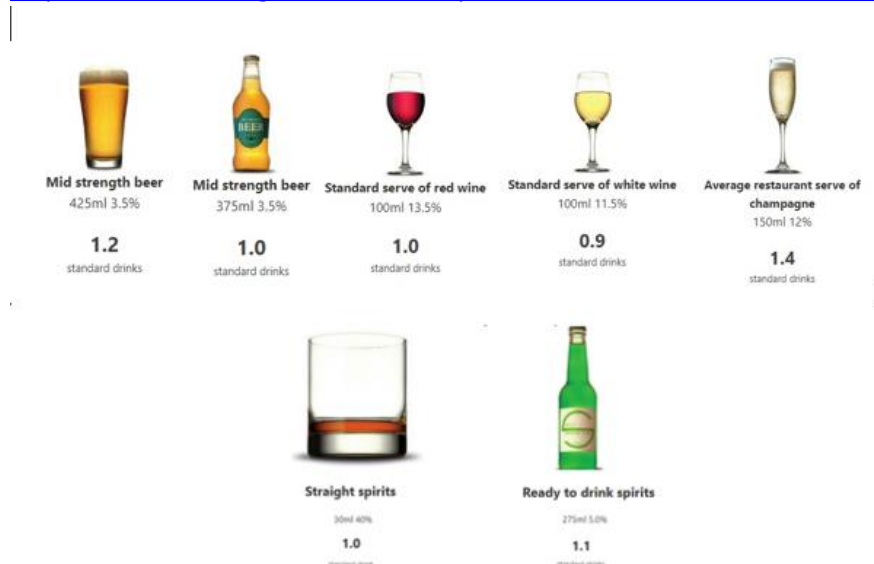 BEER
Mid strength beer
425ml 3.5%
1.2
standard drinks
Mid strength beer
375ml 3.5%
1.0
standard drinks
Standard serve of red wine
100ml 13.5%
1.0
standard drinks
Standard serve of white wine
100ml 11.5%
0.9
standard drinks
Average restaurant serve of
champagne
150ml 12%
1.4
standard drinks
Straight spirits
30ml 40%
1.0
Ready to drink spirits
275ml 5.0%
1.1